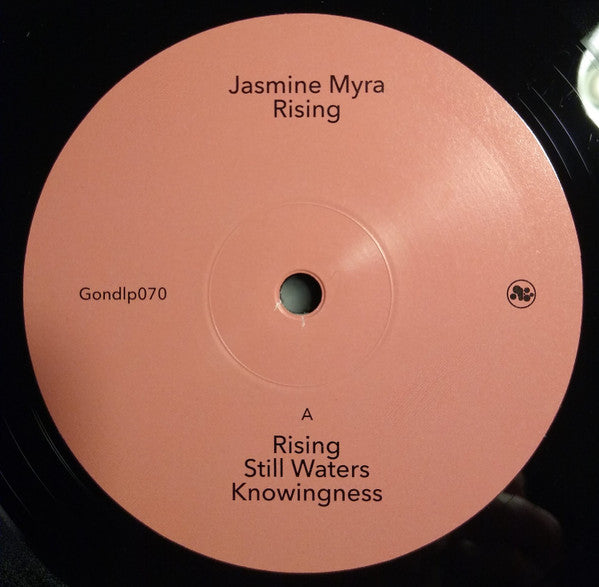 Jasmine Myra
Rising
Gondlp070
A
Rising
Still Waters
Knowingness